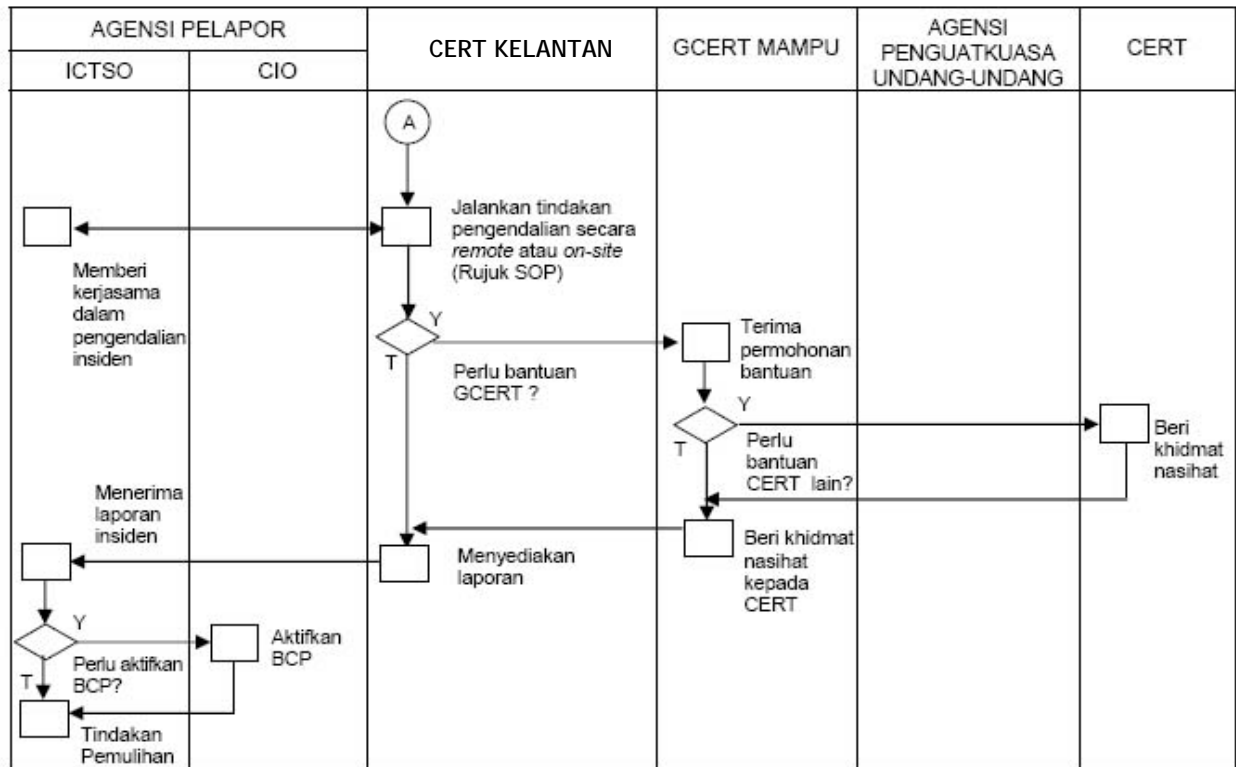 AGENSI PELAPOR
CERT KELANTAN
GCERT MAMPU
AGENSI
PENGUATKUASA
UNDANG-UNDANG
CERT
ICTSO
CIO
A
Jalankan tindakan
pengendalian secara
remote atau on-site
(Rujuk SOP)
Memberi
kerjasama
dalam
pengendalian
insiden
Y
T
Perlu bantuan
GCERT ?
Terima
permohonan
bantuan
Y
T
Perlu
bantuan
CERT lain?
Beri
khidmat
nasihat
Menerima
laporan
insiden
Menyediakan
laporan
Beri khidmat
nasihat
kepada
CERT
Y
T
Perlu aktifkan
BCP?
Aktifkan
BCP
Tindakan
Pemulihan